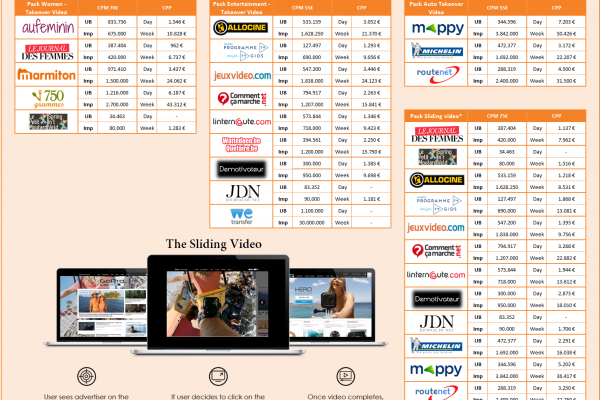 Pack Women - Takeover Video CPM 70€ CPP
aufeminin UB 833.736 Day 1.546 €
Imp 675.000 Week 10.828 €
LE JOURNAL DES FEMMES UB 387.404 Day 962 €
Imp 420.000 Week 6.737 €
marmiton UB 971.410 Day 3.437 €
Imp 1.500.000 Week 24.062 €
750 grammes UB 1.216.000 Day 6.187 €
Imp 2.700.000 Week 43.312 €
UB 34.463 Day -
Imp 80.000 Week 1.283 €
Pack Entertainment - Takeover Video CPM 55€ CPP
ALLOCINE UB 533.159 Day 3.052 €
Imp 1.628.250 Week 21.370 €
PROGRAMME GIDS UB 127.497 Day 1.293 €
Imp 690.000 Week 9.056 €
jeuxvideo.com UB 547.200 Day 3.446 €
Imp 1.838.000 Week 24.123 €
Comment ça marche.net UB 794.917 Day 2.263 €
Imp 1.207.000 Week 15.841 €
linternaute.com UB 573.844 Day 1.346 €
Imp 718.000 Week 9.423 €
Wattedoen.be Quefaire.be UB 394.561 Day 2.250 €
Imp 1.200.000 Week 15.750 €
Demotivateur UB 300.000 Day 1.385 €
Imp 950.000 Week 9.698 €
JDN UB 83.352 Day -
Imp 90.000 Week 1.181 €
we transfer UB 1.100.000 Day
Imp 30.000.000 Week
Pack Auto Takeover Video CPM 55€ CPP
mappy UB 344.596 Day 7.203 €
Imp 3.842.000 Week 50.426 €
MICHELIN UB 472.377 Day 3.172 €
Imp 1.692.000 Week 22.207 €
routenet UB 288.319 Day 4.500 €
Imp 2.400.000 Week 31.500 €
Pack Sliding video* CPM 75€ CPP
LE JOURNAL DES FEMMES UB 387.404 Day 1.137 €
Imp 420.000 Week 7.962 €
UB 34.463 Day -
Imp 80.000 Week 1.516 €
ALLOCINE UB 533.159 Day 1.218 €
Imp 1.628.250 Week 8.531 €
PROGRAMME GIDS UB 127.497 Day 1.868 €
Imp 690.000 Week 13.081 €
jeuxvideo.com UB 547.200 Day 1.393 €
Imp 1.838.000 Week 9.756 €
Comment ça marche.net UB 794.917 Day 3.268 €
Imp 1.207.000 Week 22.882 €
linternaute.com UB 573.844 Day 1.944 €
Imp 718.000 Week 13.612 €
Demotivateur UB 300.000 Day 2.873 €
Imp 950.000 Week 18.010 €
JDN UB 83.352 Day -
Imp 90.000 Week 1.706 €
MICHELIN UB 472.377 Day 2.291 €
Imp 1.692.000 Week 16.038 €
mappy UB 344.596 Day 5.202 €
Imp 3.842.000 Week 36.417 €
routenet UB 288.319 Day 3.250 €
The Sliding Video
User sees advertiser on the
If user decides to click on the
Once video completes,